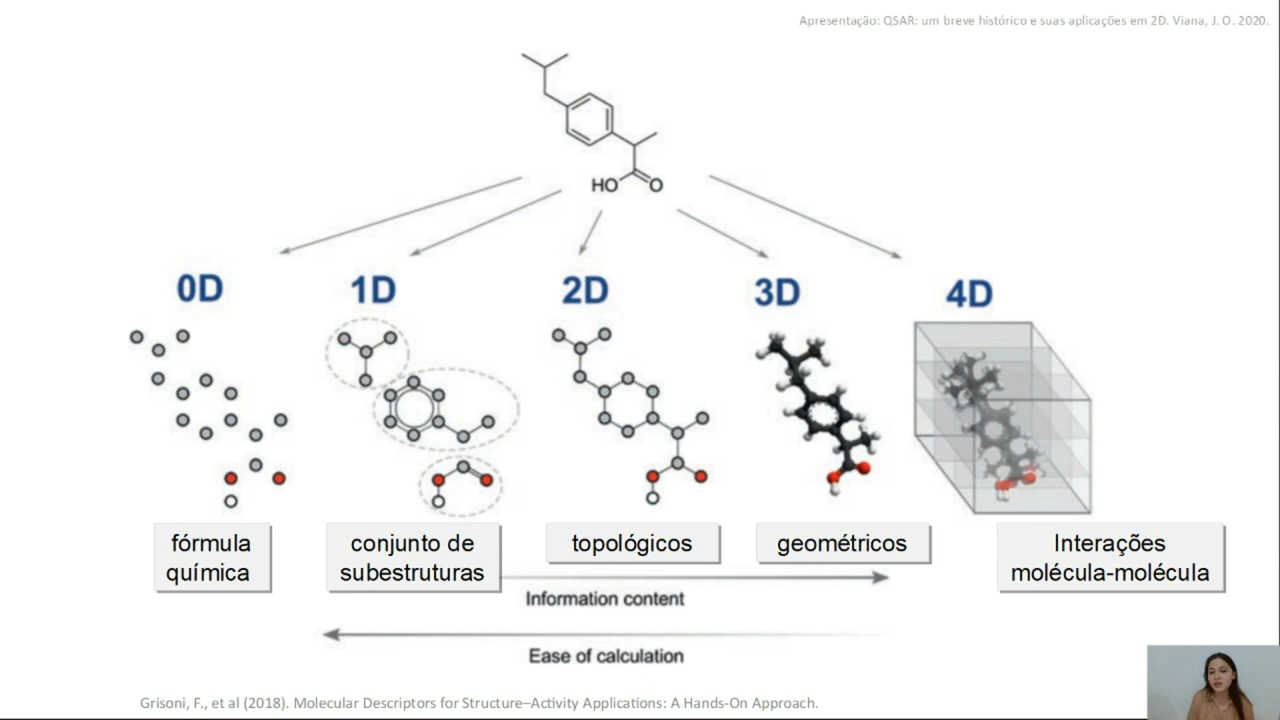 Apresentação: QSAR: um breve histórico e suas aplicações em 2D. Viana, J. O. 2020.
HO
O
0D
1D
2D
3D
4D
fórmula
química
conjunto de
subestruturas
topológicos
geométricos
Interações
molécula-molécula
Information content
Ease of calculation
Grisoni, F., et al (2018). Molecular Descriptors for Structure–Activity Applications: A Hands-On Approach.